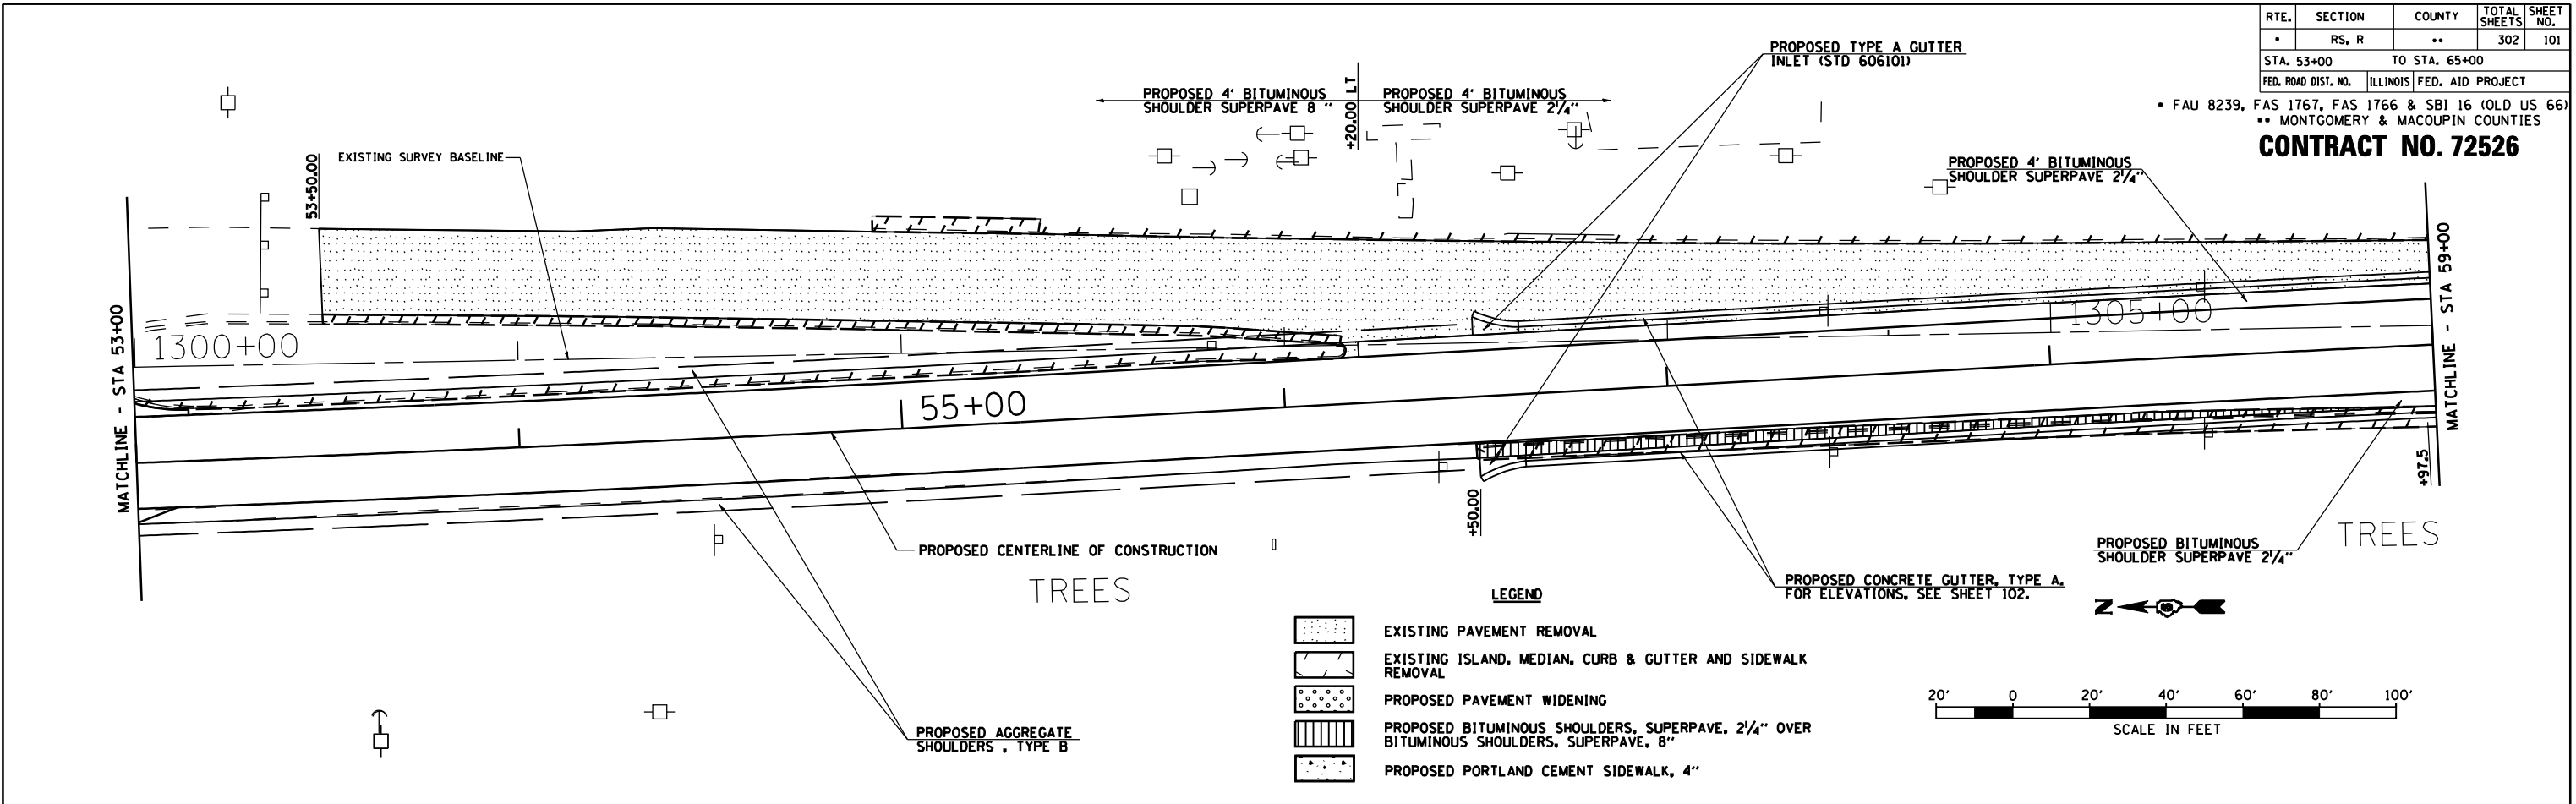 RTE. SECTION COUNTY TOTAL SHEETS SHEET NO.
• RS, R •• 302 101
STA. 53+00 TO STA. 65+00
FED. ROAD DIST. NO. ILLINOIS FED. AID PROJECT
• FAU 8239, FAS 1767, FAS 1766 & SBI 16 (OLD US 66)
•• MONTGOMERY & MACOUPIN COUNTIES
CONTRACT NO. 72526
PROPOSED TYPE A GUTTER
INLET (STD 606101)
PROPOSED 4' BITUMINOUS
SHOULDER SUPERPAVE 8 "
+20.00 LT
PROPOSED 4' BITUMINOUS
SHOULDER SUPERPAVE 2¼"
PROPOSED 4' BITUMINOUS
SHOULDER SUPERPAVE 2¼"
EXISTING SURVEY BASELINE
53+50.00
MATCHLINE - STA 53+00
1300+00
1305+00
MATCHLINE - STA 59+00
55+00
+97.5
+50.00
PROPOSED CENTERLINE OF CONSTRUCTION
TREES
TREES
PROPOSED BITUMINOUS
SHOULDER SUPERPAVE 2¼"
PROPOSED CONCRETE GUTTER, TYPE A.
FOR ELEVATIONS, SEE SHEET 102.
N
PROPOSED AGGREGATE
SHOULDERS , TYPE B
LEGEND
EXISTING PAVEMENT REMOVAL
EXISTING ISLAND, MEDIAN, CURB & GUTTER AND SIDEWALK
REMOVAL
PROPOSED PAVEMENT WIDENING
PROPOSED BITUMINOUS SHOULDERS, SUPERPAVE, 2¼" OVER
BITUMINOUS SHOULDERS, SUPERPAVE, 8"
PROPOSED PORTLAND CEMENT SIDEWALK, 4"
20' 0 20' 40' 60' 80' 100'
SCALE IN FEET